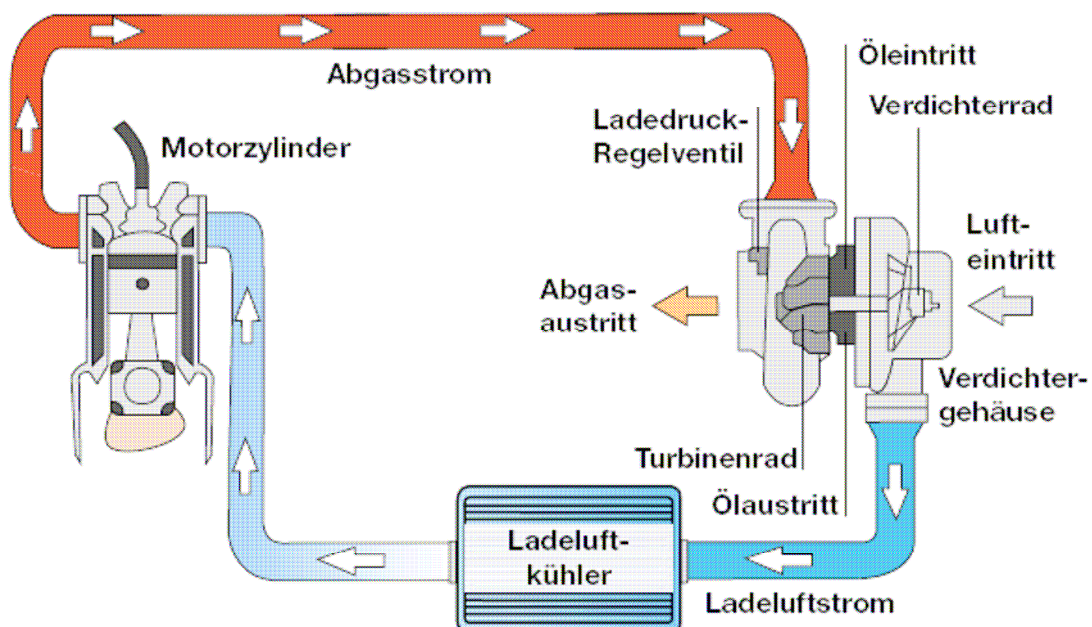 Abgasstrom
Öleintritt
Verdichterrad
Ladedruck-
Regelventil
Motorzylinder
Luft-
eintritt
Abgas-
austritt
Verdichter-
gehäuse
Turbinenrad
Ölaustritt
Ladeluft-
kühler
Ladeluftstrom